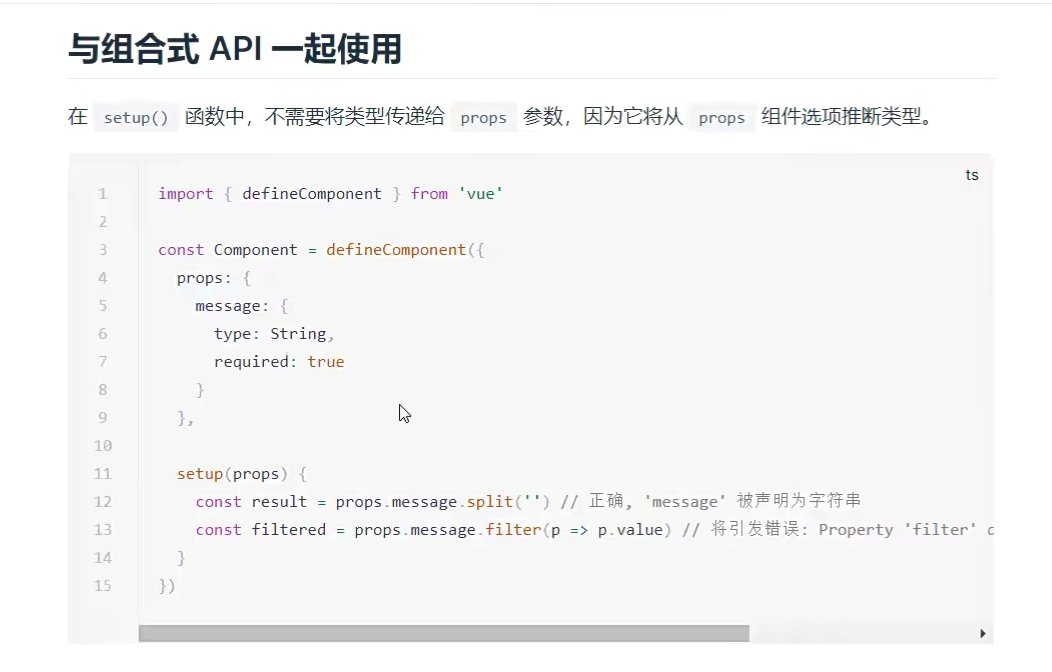 与组合式 API 一起使用
在 setup() 函数中，不需要将类型传递给 props 参数，因为它将从 props 组件选项推断类型。
ts
1 import { defineComponent } from 'vue'
2
3 const Component = defineComponent({
4 props: {
5 message: {
6 type: String,
7 required: true
8 }
9 },
10
11 setup(props) {
12 const result = props.message.split('') // 正确, 'message' 被声明为字符串
13 const filtered = props.message.filter(p => p.value) // 将引发错误: Property 'filter'
14 }
15 })